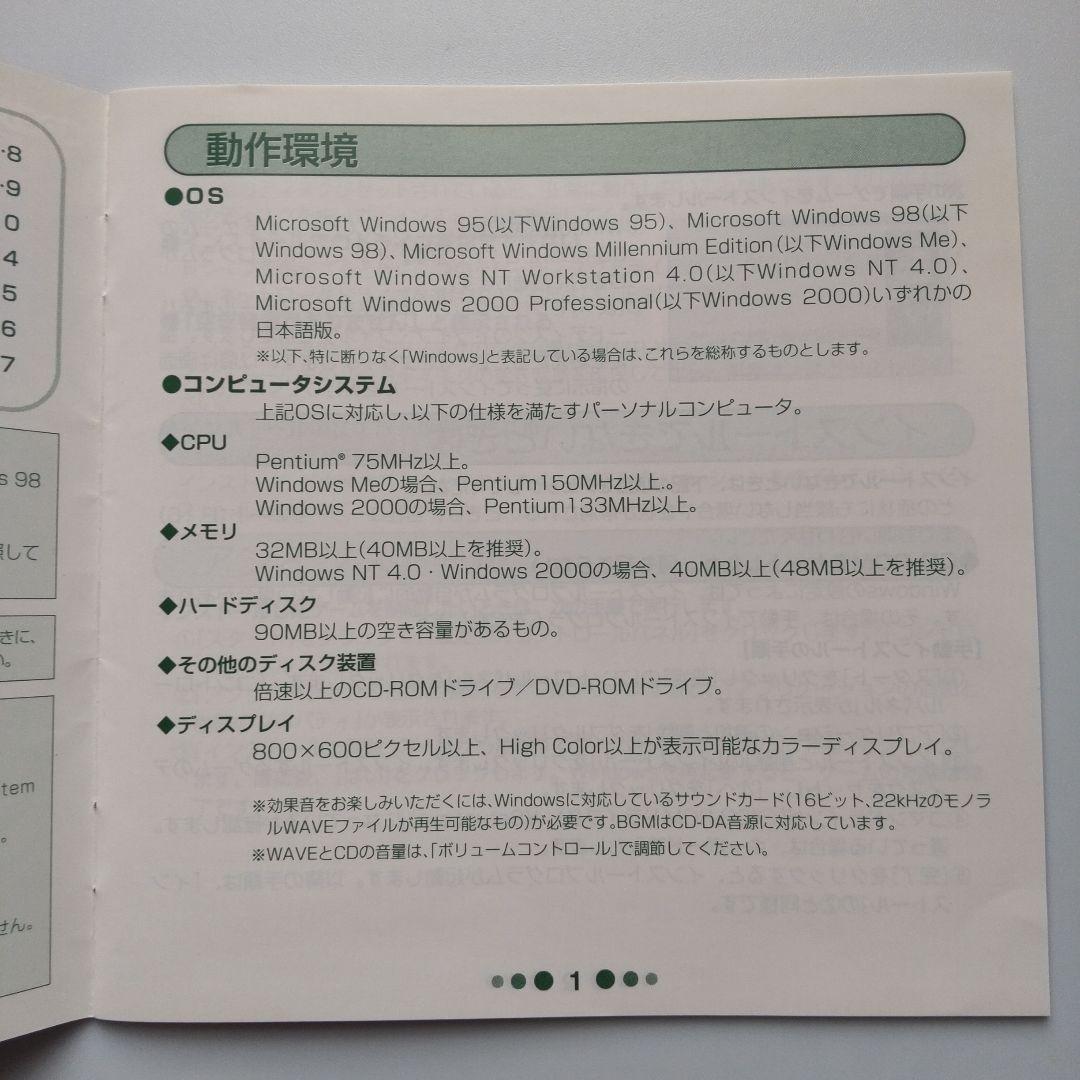 ･8
･9
0
4
5
6
7
s 98
照して
きに、
い。
tem
。
せん。
動作環境
●OS
Microsoft Windows 95(以下Windows 95)、Microsoft Windows 98(以下
Windows 98)、Microsoft Windows Millennium Edition(以下Windows Me)、
Microsoft Windows NT Workstation 4.0(以下Windows NT 4.0)、
Microsoft Windows 2000 Professional(以下Windows 2000)いずれかの
日本語版。
※以下、特に断りなく「Windows」と表記している場合は、これらを総称するものとします。
●コンピュータシステム
上記OSに対応し、以下の仕様を満たすパーソナルコンピュータ。
◆CPU
Pentium® 75MHz以上。
Windows Meの場合、Pentium150MHz以上.。
Windows 2000の場合、Pentium133MHz以上。
◆メモリ
32MB以上(40MB以上を推奨)。
Windows NT 4.0・Windows 2000の場合、40MB以上(48MB以上を推奨)。
◆ハードディスク
90MB以上の空き容量があるもの。
◆その他のディスク装置
倍速以上のCD-ROMドライブ／DVD-ROMドライブ。
◆ディスプレイ
800×600ピクセル以上、High Color以上が表示可能なカラーディスプレイ。
※効果音をお楽しみいただくには、Windowsに対応しているサウンドカード(16ビット、22kHzのモノラ
ルWAVEファイルが再生可能なもの)が必要です。BGMはCD-DA音源に対応しています。
※WAVEとCDの音量は、「ボリュームコントロール」で調節してください。
1